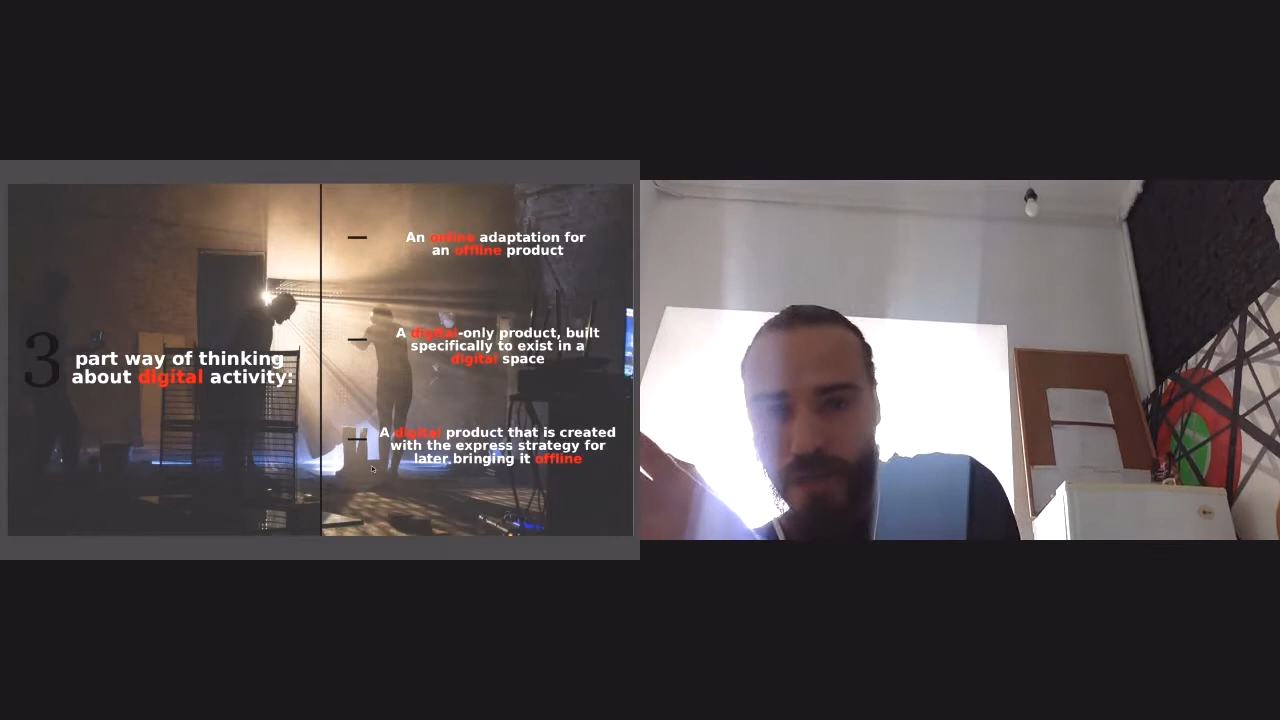 3
part way of thinking
about digital activity:
An online adaptation for
an offline product
A digital-only product, built
specifically to exist in a
digital space
A digital product that is created
with the express strategy for
later bringing it offline